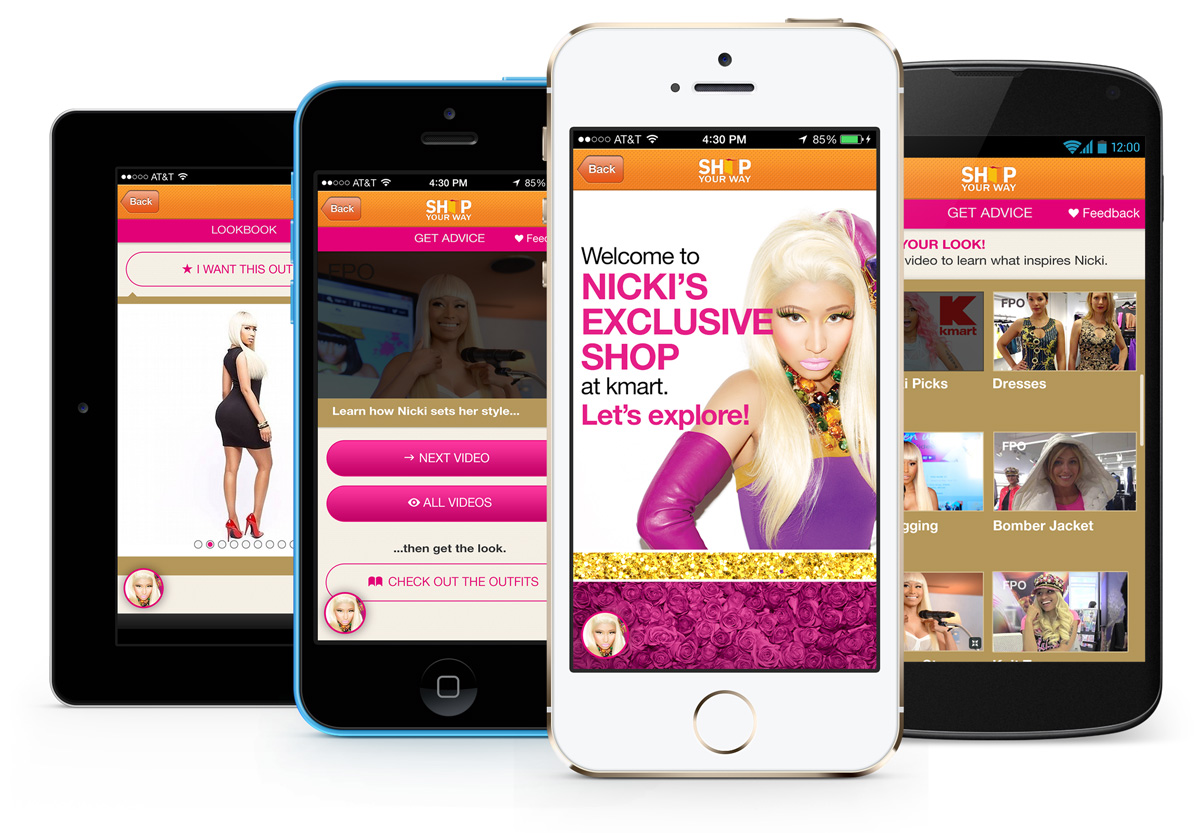 AT&T
Back
LOOKBOOK
★ I WANT THIS OUT
AT&T 4:30 PM 85%
Back
SHOP
YOUR WAY
GET ADVICE
FPO
Learn how Nicki sets her style...
→ NEXT VIDEO
ALL VIDEOS
...then get the look.
CHECK OUT THE OUTFITS
AT&T 4:30 PM 85%
Back
SHOP
YOUR WAY
Welcome to
NICKI'S
EXCLUSIVE
SHOP
at kmart.
Let's explore!
12:00
SHOP
YOUR WAY
GET ADVICE ♥ Feedback
YOUR LOOK!
video to learn what inspires Nicki.
K
kmart
FPO
Picks
Dresses
FPO
gging
Bomber Jacket
FPO